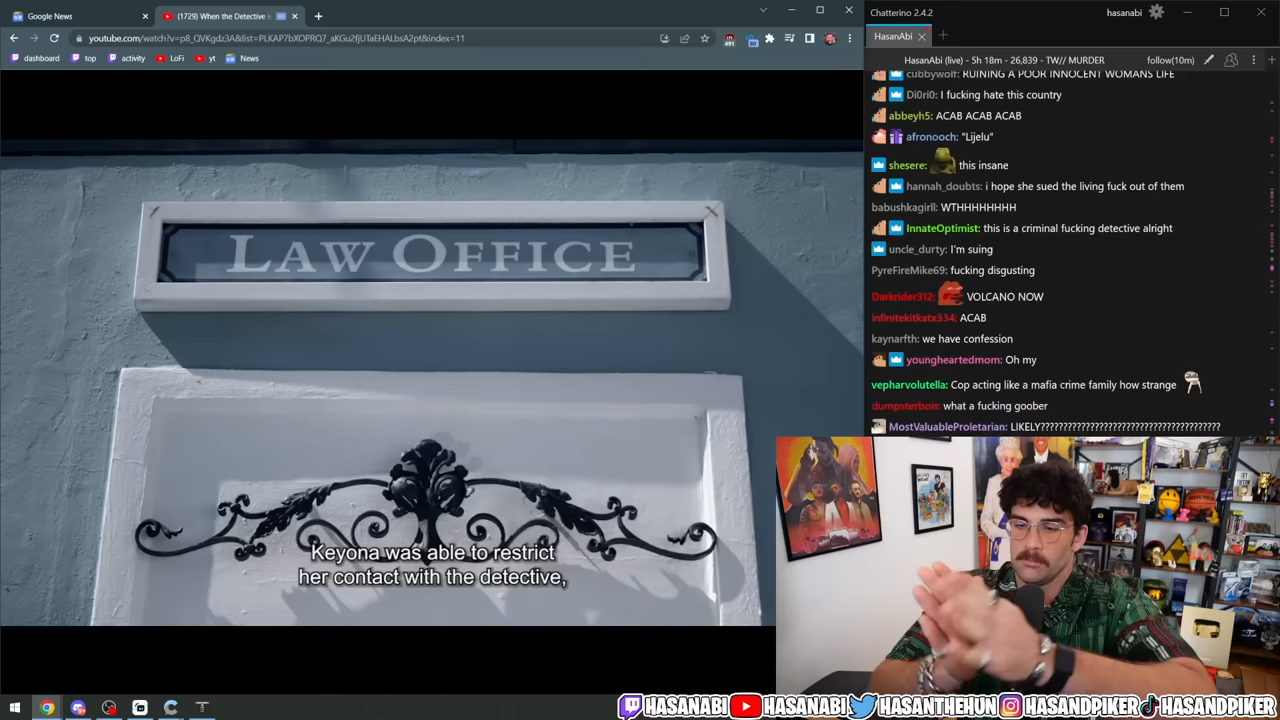 Google News
(1729) When the Detective i
youtube.com/watch?v=p8_QVKgdz3A&list=PLKAP7bXOPRQ7_aKGu2fjUTaEHALbsA2pt&index=11
491
80
dashboard
top
activity
LoFi
yt
News
LAW OFFICE
Keyona was able to restrict
her contact with the detective,
Chatterino 2.4.2
hasanabi
HasanAbi
HasanAbi (live) - 5h 18m - 26,839 - TW// MURDER
follow(10m)
cubbywolf: RUINING A POOR INNOCENT WOMANS LIFE
Di0ri0: I fucking hate this country
abbeyh5: ACAB ACAB ACAB
afronooch: "Lijelu"
shesere: this insane
hannah_doubts: i hope she sued the living fuck out of them
babushkagirll: WTHHHHHHHH
InnateOptimist: this is a criminal fucking detective alright
uncle_durty: I'm suing
PyreFireMike69: fucking disgusting
Darkrider312: VOLCANO NOW
infinitekitkatx334: ACAB
kaynarfth: we have confession
youngheartedmom: Oh my
vepharvolutella: Cop acting like a mafia crime family how strange
dumpsterbois: what a fucking goober
MostValuableProletarian: LIKELY????????????????????????????????????????
HASANABI HASANABI HASANTHEHUN HASANDPIKER HASANDPIKER